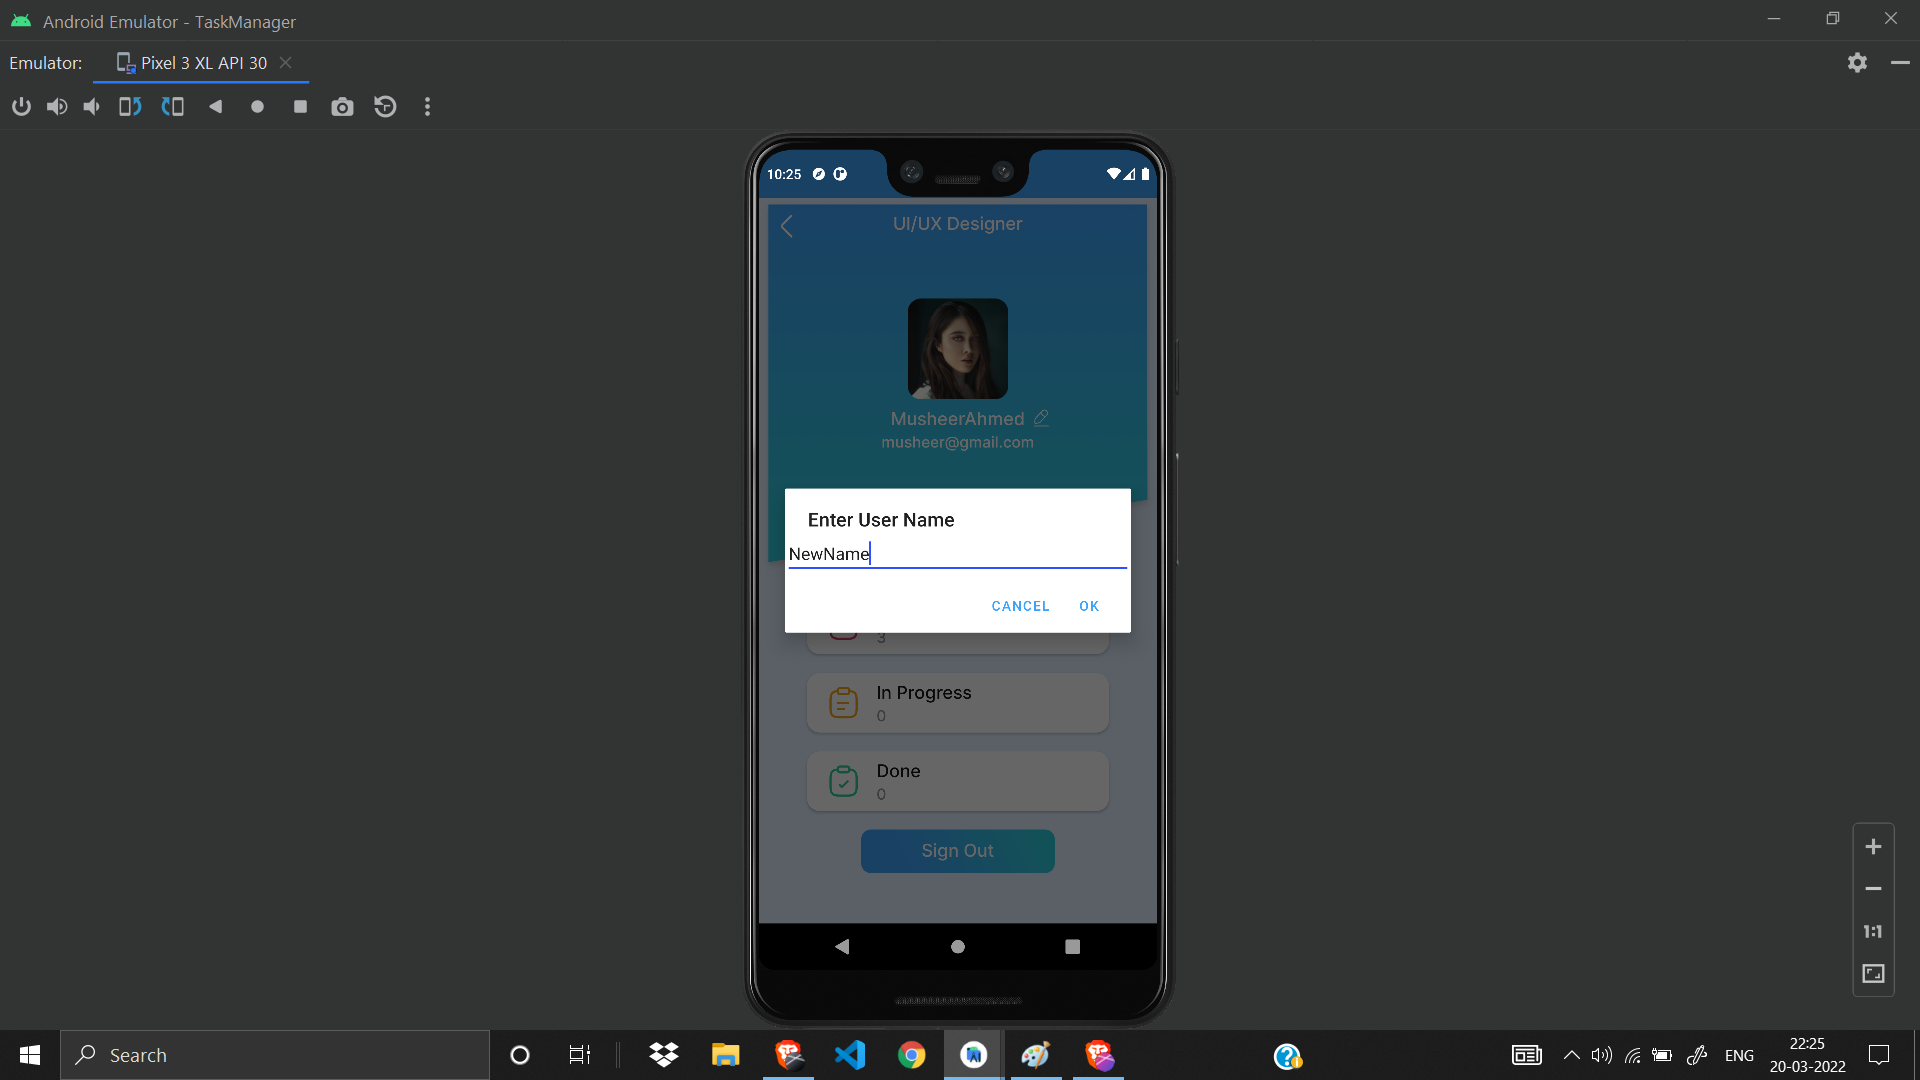 Android Emulator - TaskManager
Emulator: Pixel 3 XL API 30
10:25
UI/UX Designer
MusheerAhmed
musheer@gmail.com
Enter User Name
NewName
CANCEL OK
3
In Progress
0
Done
0
Sign Out
1:1
Search
ENG
22:25
20-03-2022